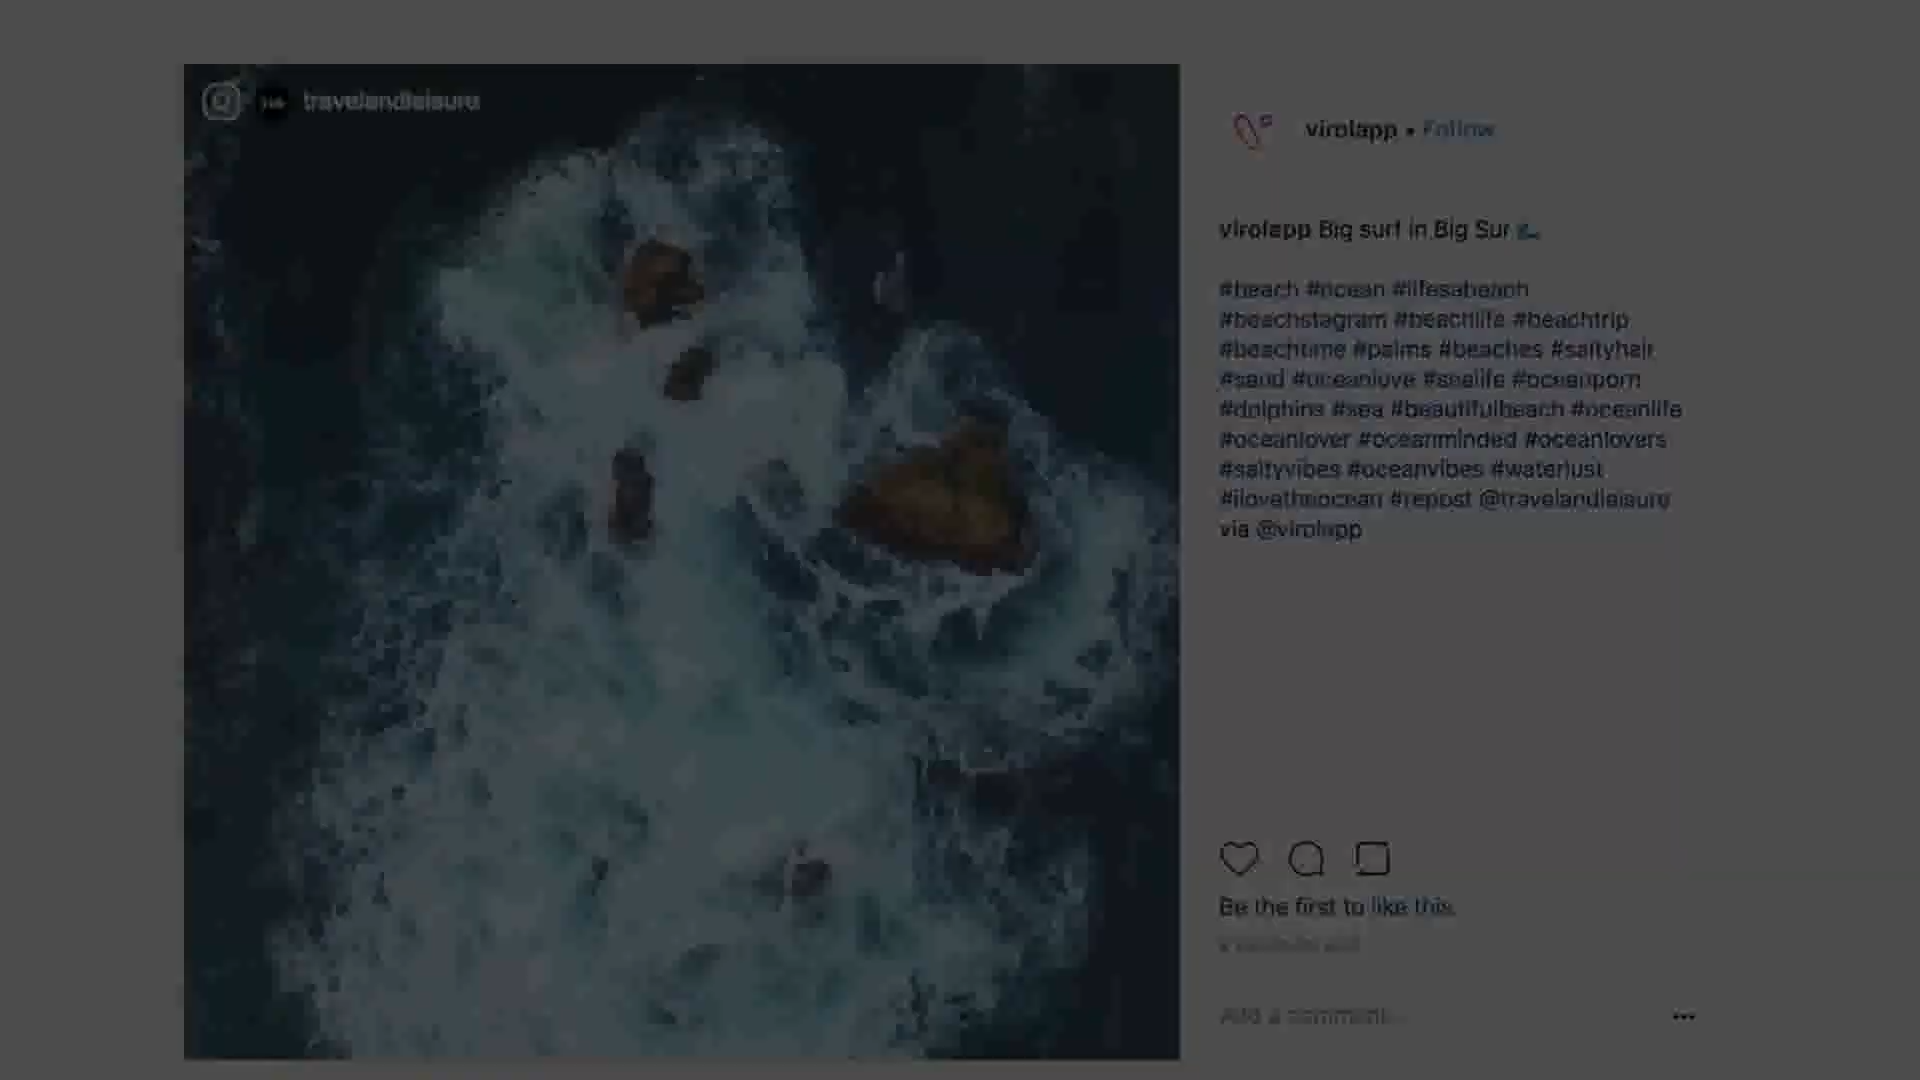 travelandleisure
virolapp • Follow
virolapp Big surf in Big Sur 🌊
#beach #ocean #lifesabeach
#beachstagram #beachlife #beachtrip
#beachtime #palms #beaches #saltyhair
#sand #oceanlove #sealife #oceanporn
#dolphins #sea #beautifulbeach #oceanlife
#oceanlover #oceanminded #oceanlovers
#saltyvibes #oceanvibes #waterlust
#ilovetheocean #repost @travelandleisure
via @virolapp
Be the first to like this
Add a comment...